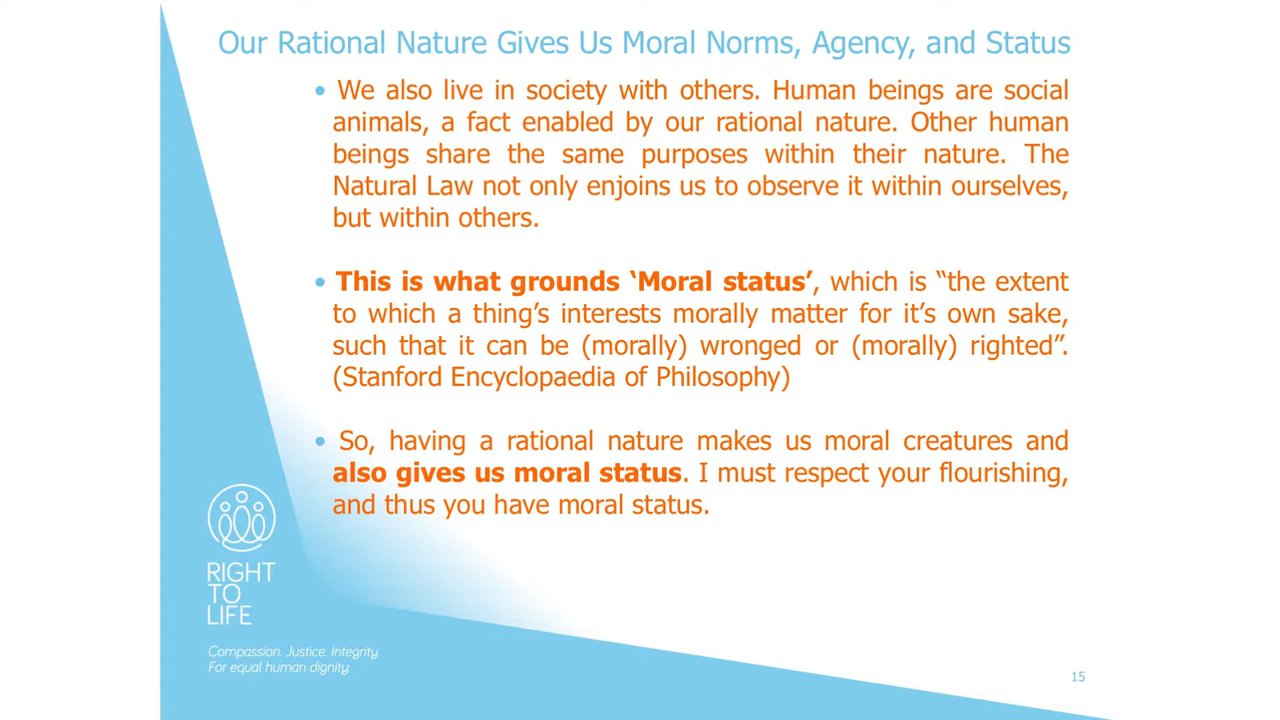 Our Rational Nature Gives Us Moral Norms, Agency, and Status
• We also live in society with others. Human beings are social
animals, a fact enabled by our rational nature. Other human
beings share the same purposes within their nature. The
Natural Law not only enjoins us to observe it within ourselves,
but within others.
• This is what grounds ‘Moral status’, which is “the extent
to which a thing’s interests morally matter for it’s own sake,
such that it can be (morally) wronged or (morally) righted”.
(Stanford Encyclopaedia of Philosophy)
• So, having a rational nature makes us moral creatures and
also gives us moral status. I must respect your flourishing,
and thus you have moral status.
RIGHT
TO
LIFE
Compassion. Justice. Integrity.
For equal human dignity.
15